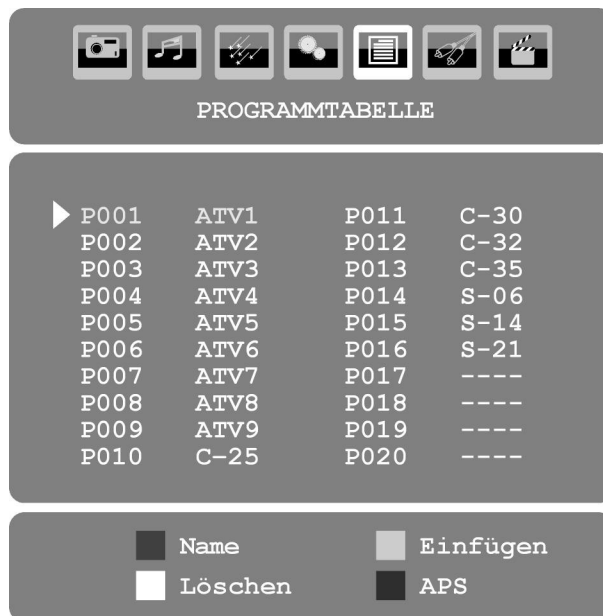 PROGRAMMTABELLE
P001 ATV1 P011 C-30
P002 ATV2 P012 C-32
P003 ATV3 P013 C-35
P004 ATV4 P014 S-06
P005 ATV5 P015 S-14
P006 ATV6 P016 S-21
P007 ATV7 P017 ----
P008 ATV8 P018 ----
P009 ATV9 P019 ----
P010 C-25 P020 ----
Name Einfügen
Löschen APS